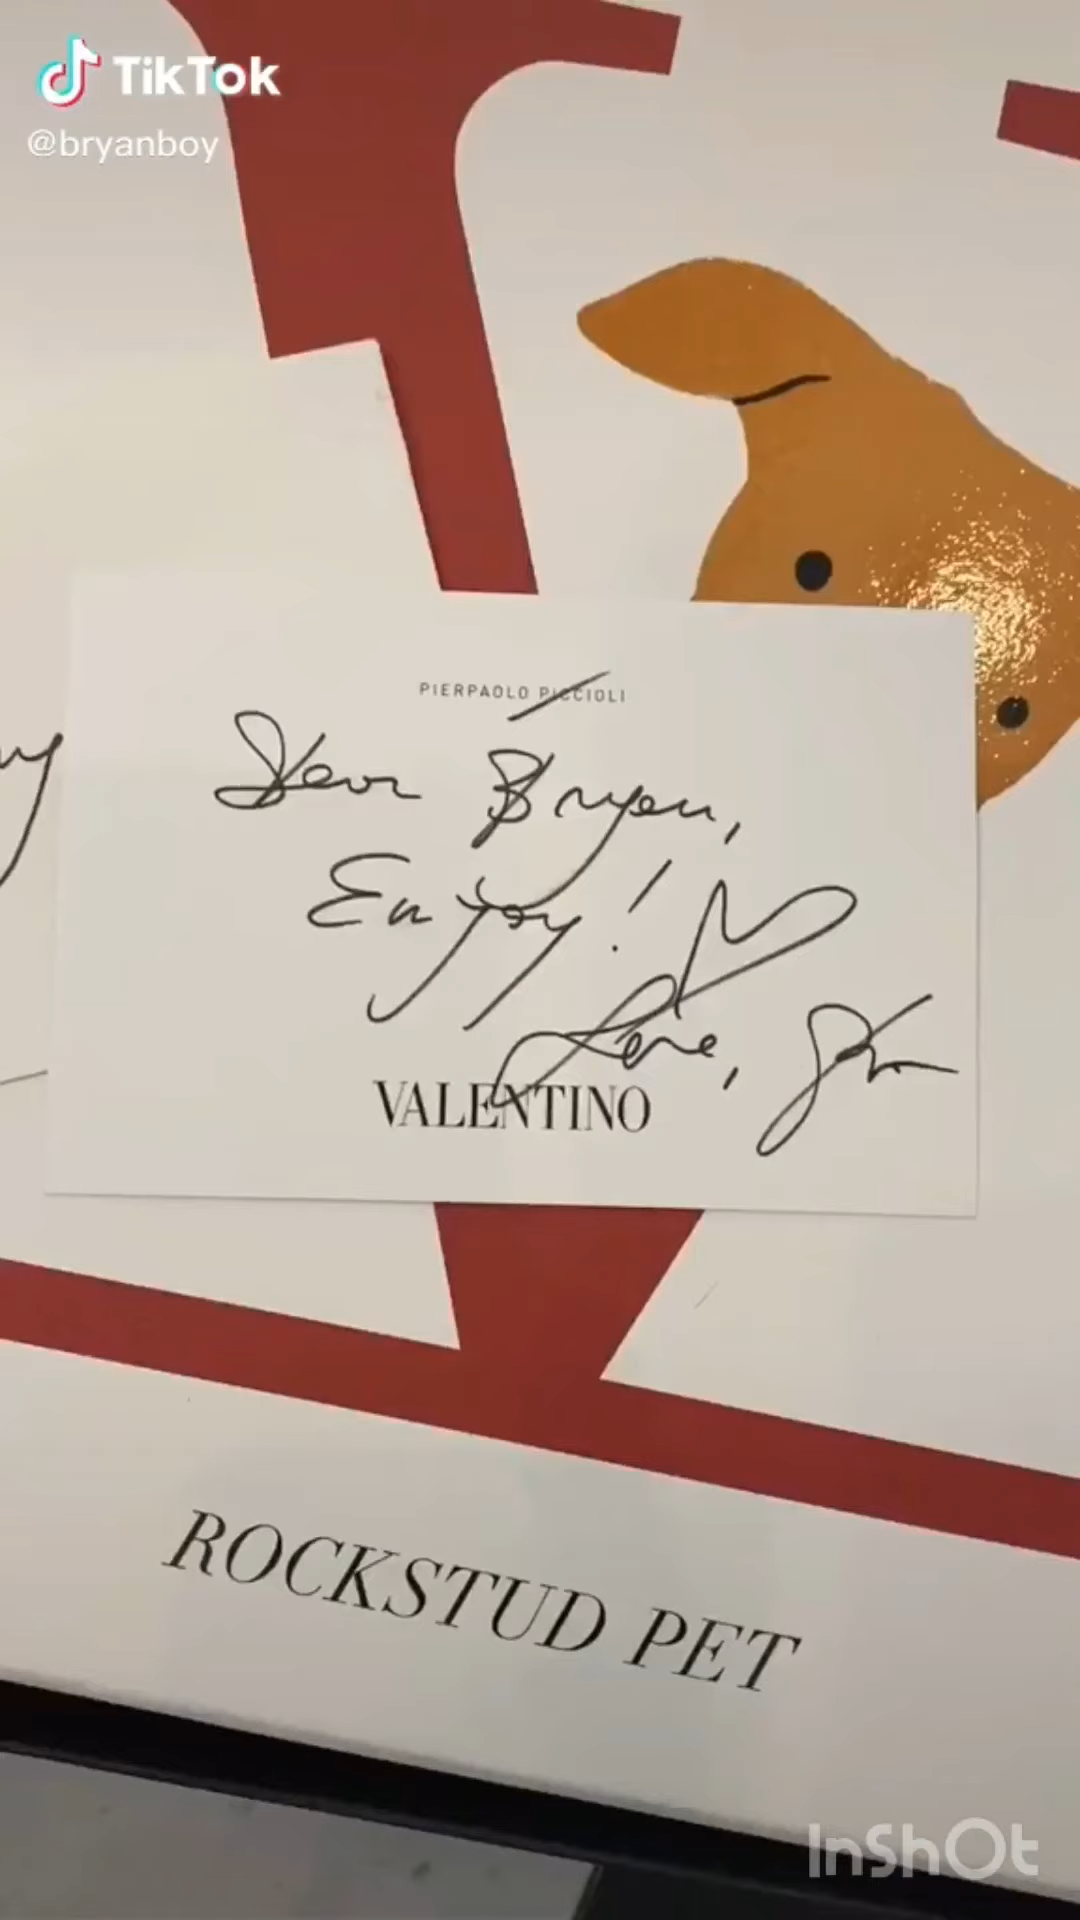 TikTok
@bryanboy
PIERPAOLO PICCIOLI
Dear Bryan,
Enjoy!
Love,
VALENTINO
ROCKSTUD PET
InShOt